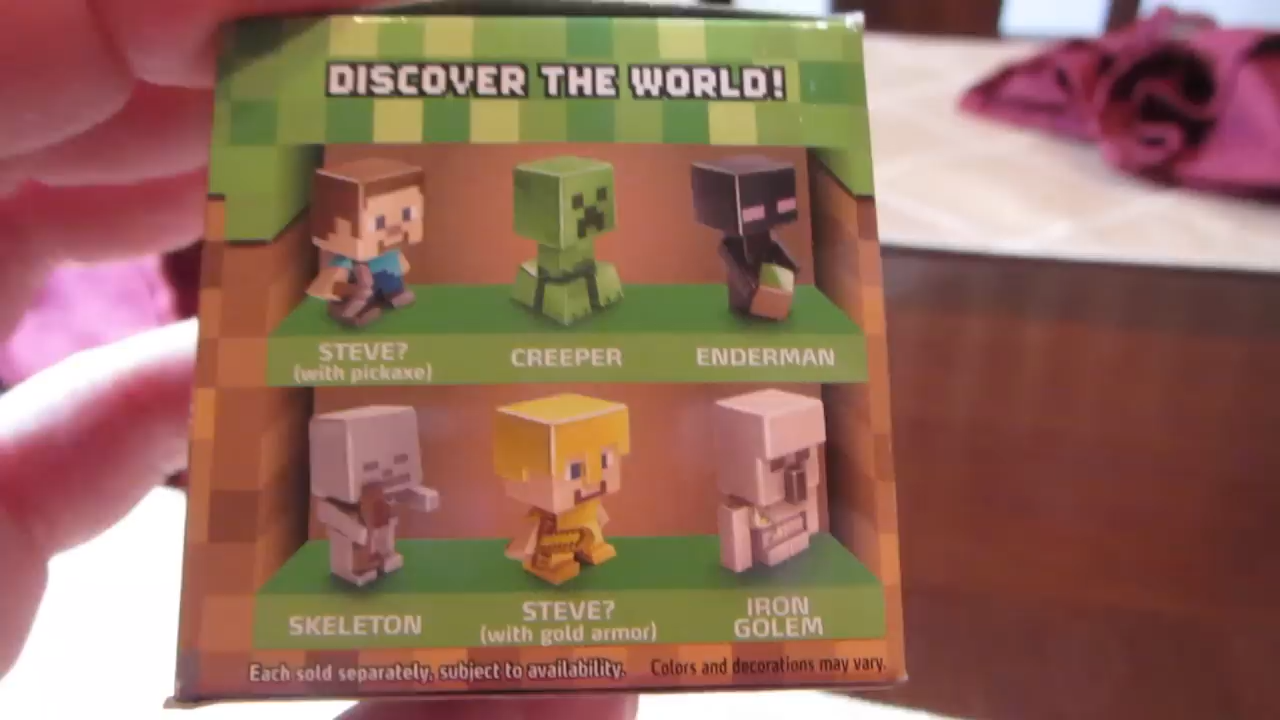 DISCOVER THE WORLD!
STEVE?
(with pickaxe)
CREEPER
ENDERMAN
SKELETON
STEVE?
(with gold armor)
IRON
GOLEM
Each sold separately, subject to availability. Colors and decorations may vary.